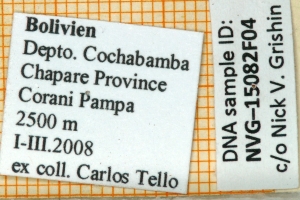 Bolivien
Depto. Cochabamba
Chapare Province
Corani Pampa
2500 m
I-III.2008
ex coll. Carlos Tello
DNA sample ID:
NVG–15082F04
c/o Nick V. Grishin